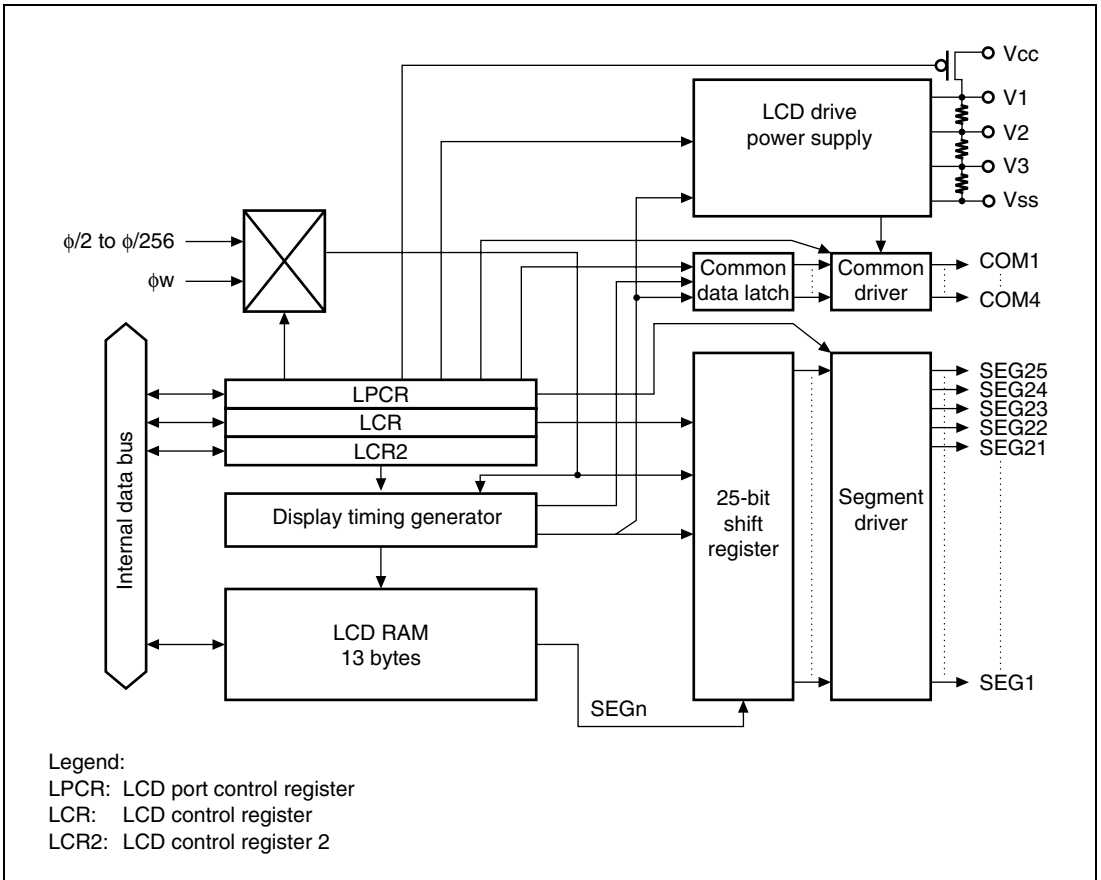 Vcc
V1
LCD drive
power supply
V2
V3
Vss
ϕ/2 to ϕ/256
ϕw
Common
data latch
Common
driver
COM1
COM4
Internal data bus
LPCR
LCR
LCR2
Display timing generator
LCD RAM
13 bytes
SEGn
25-bit
shift
register
Segment
driver
SEG25
SEG24
SEG23
SEG22
SEG21
SEG1
Legend:
LPCR: LCD port control register
LCR: LCD control register
LCR2: LCD control register 2